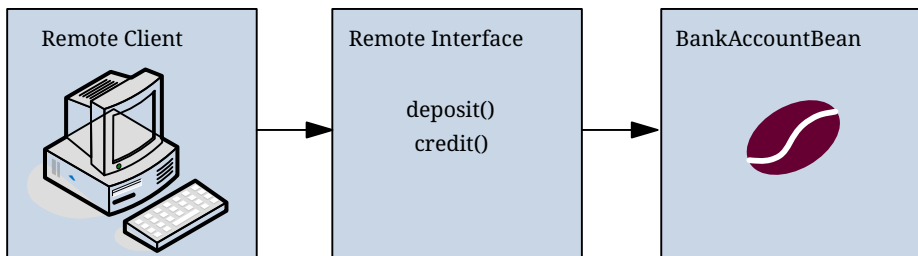 Remote Client
Remote Interface
deposit()
credit()
BankAccountBean